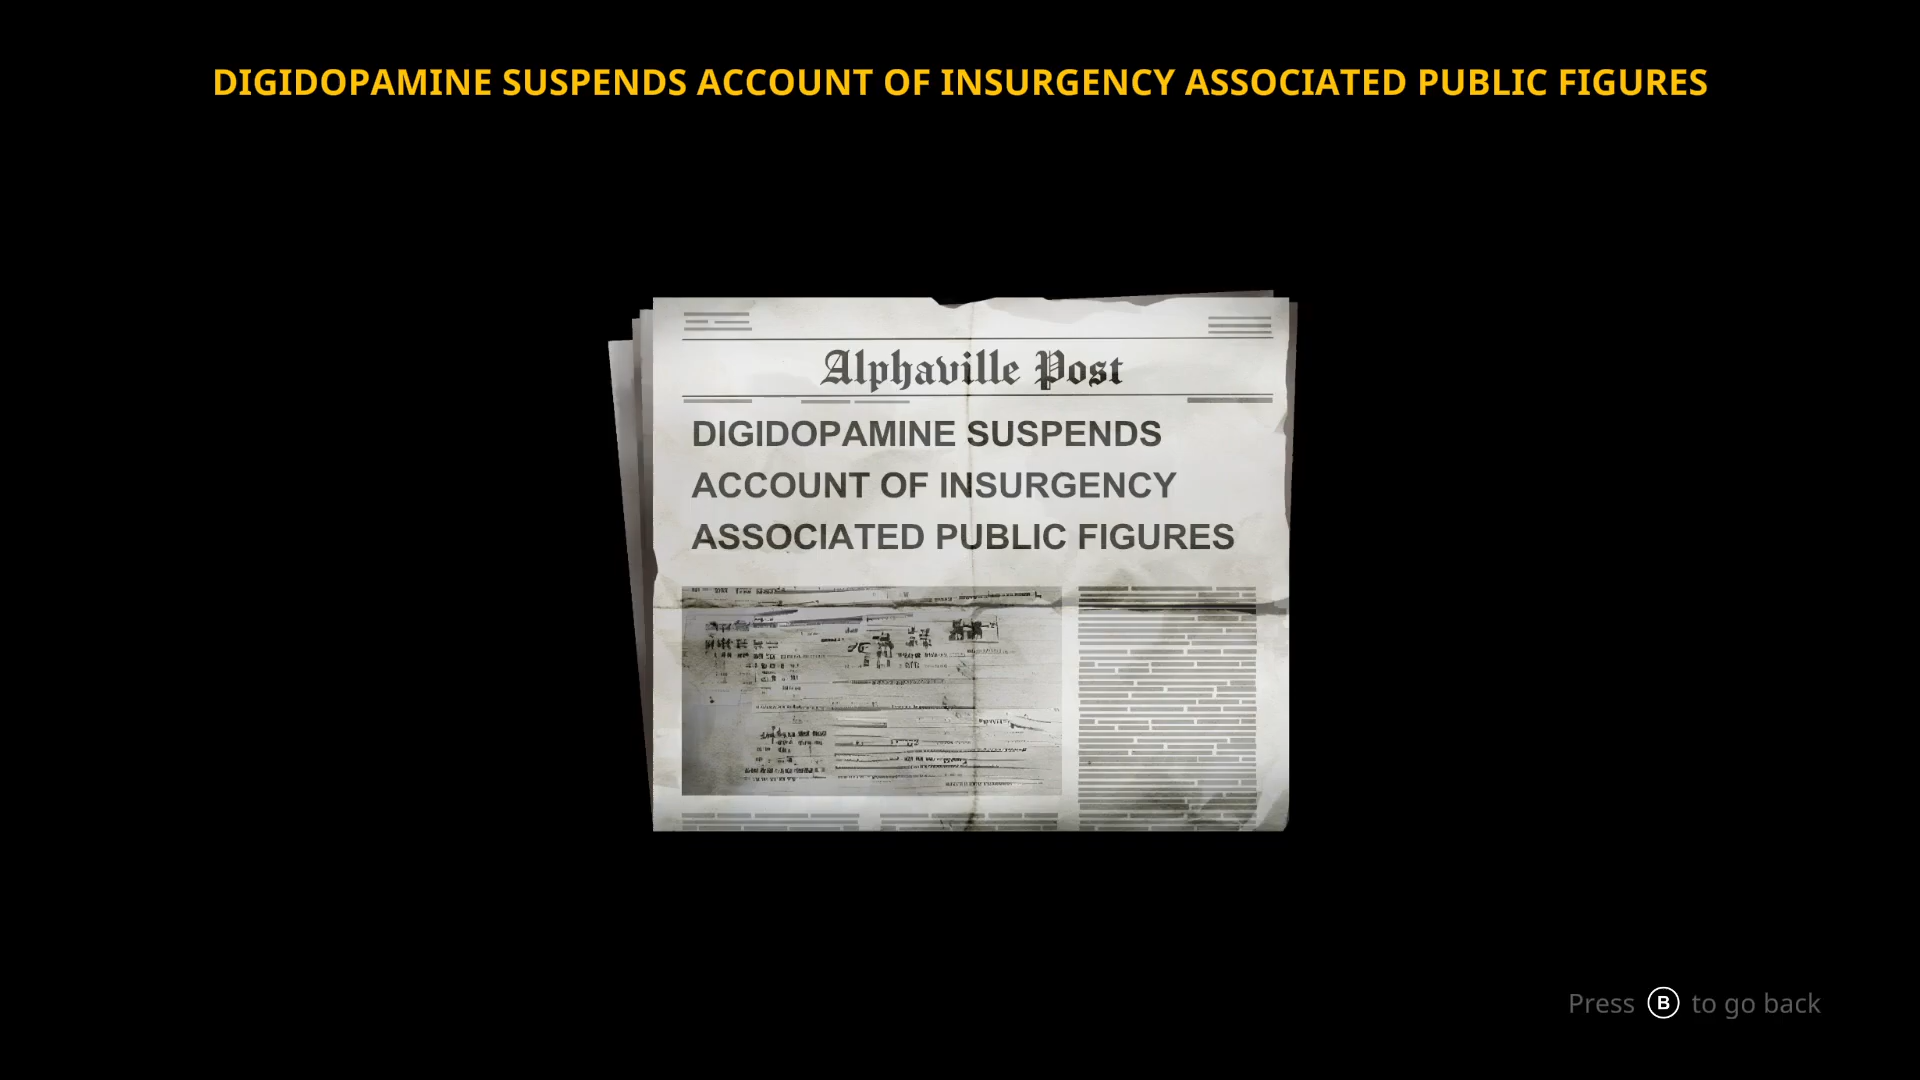 DIGIDOPAMINE SUSPENDS ACCOUNT OF INSURGENCY ASSOCIATED PUBLIC FIGURES
Alphaville Post
DIGIDOPAMINE SUSPENDS
ACCOUNT OF INSURGENCY
ASSOCIATED PUBLIC FIGURES
Press B to go back